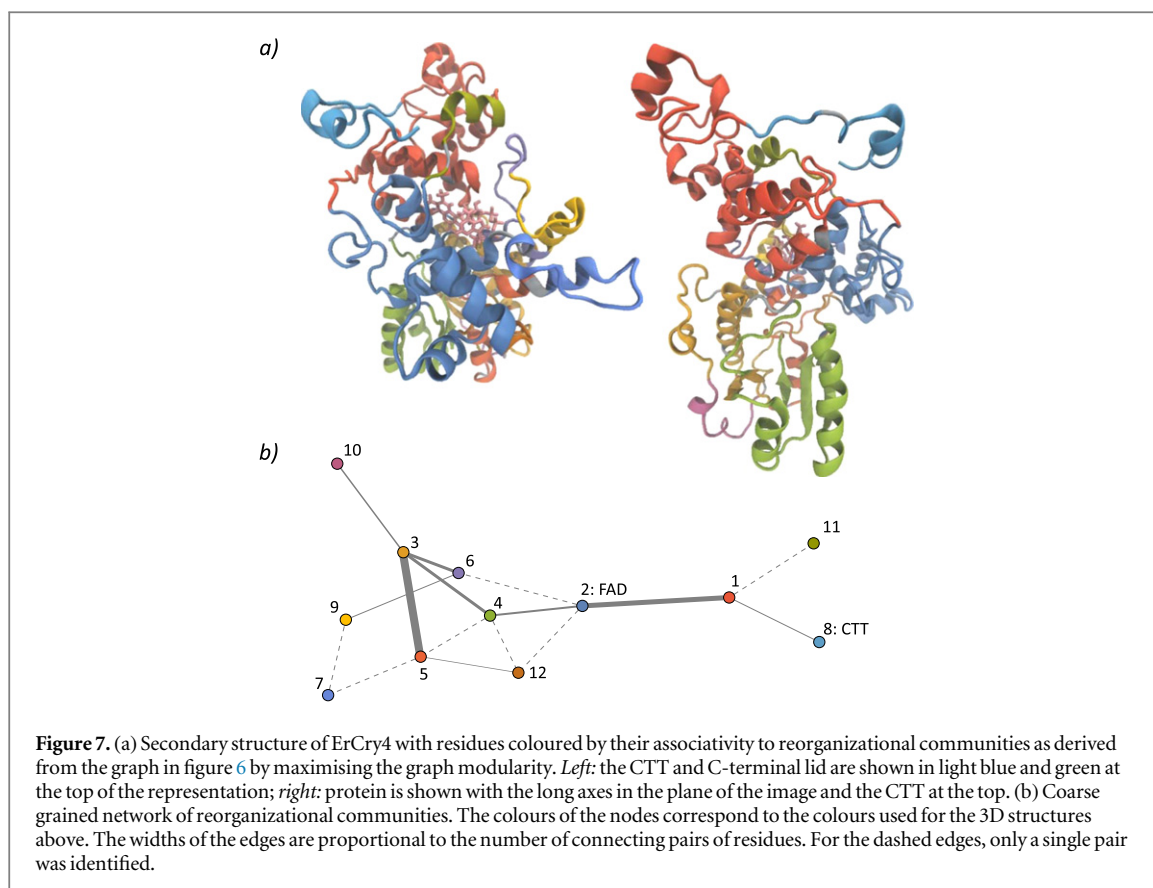 a)
b)
10
11
3
6
1
4
2: FAD
9
8: CTT
5
12
7
Figure 7. (a) Secondary structure of ErCry4 with residues coloured by their associativity to reorganizational communities as derived
from the graph in figure 6 by maximising the graph modularity. Left: the CTT and C-terminal lid are shown in light blue and green at
the top of the representation; right: protein is shown with the long axes in the plane of the image and the CTT at the top. (b) Coarse
grained network of reorganizational communities. The colours of the nodes correspond to the colours used for the 3D structures
above. The widths of the edges are proportional to the number of connecting pairs of residues. For the dashed edges, only a single pair
was identified.